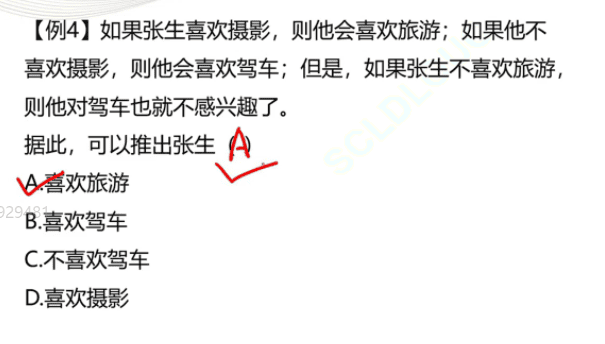 【例4】如果张生喜欢摄影，则他会喜欢旅游；如果他不
喜欢摄影，则他会喜欢驾车；但是，如果张生不喜欢旅游，
则他对驾车也就不感兴趣了。
据此，可以推出张生（A）
A.喜欢旅游
929481
B.喜欢驾车
C.不喜欢驾车
D.喜欢摄影